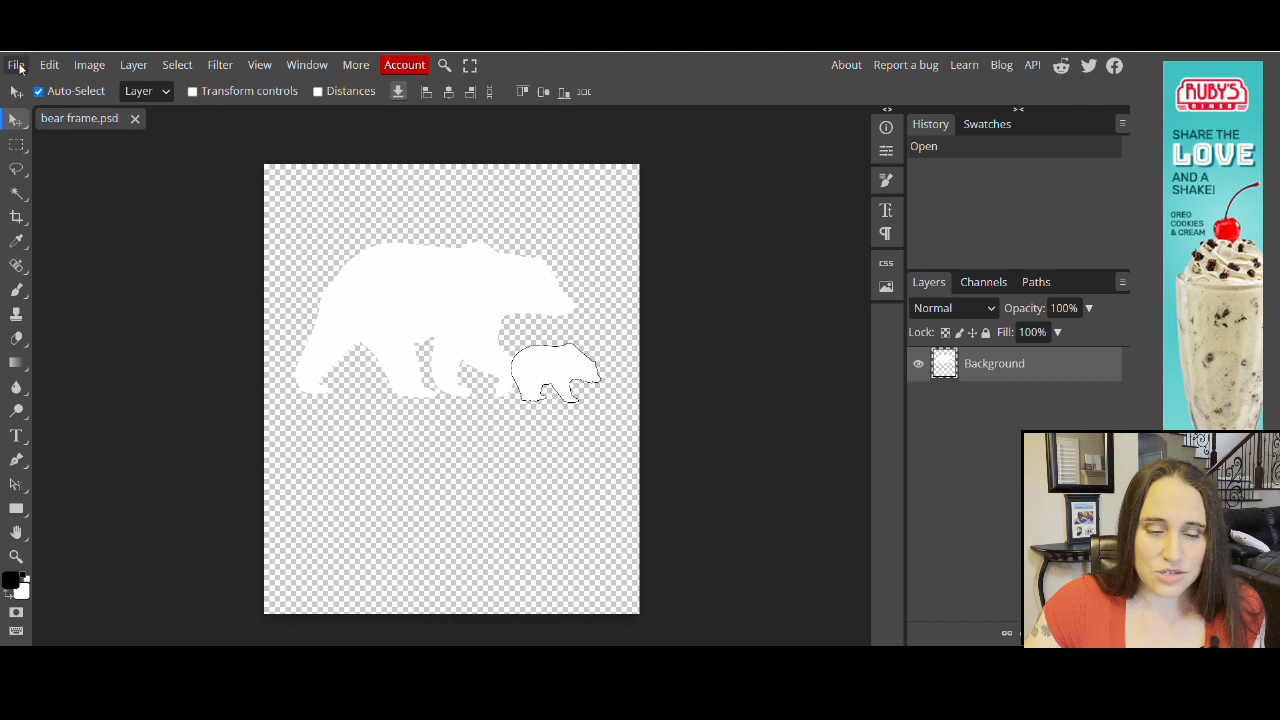 File Edit Image Layer Select Filter View Window More Account About Report a bug Learn Blog API
Auto-Select Layer Transform controls Distances
bear frame.psd
History Swatches
Open
CSS
Layers Channels Paths
Normal Opacity: 100%
Lock: Fill: 100%
Background
RUBY'S
DINER
SHARE THE
LOVE
AND A
SHAKE!
OREO
COOKIES
& CREAM